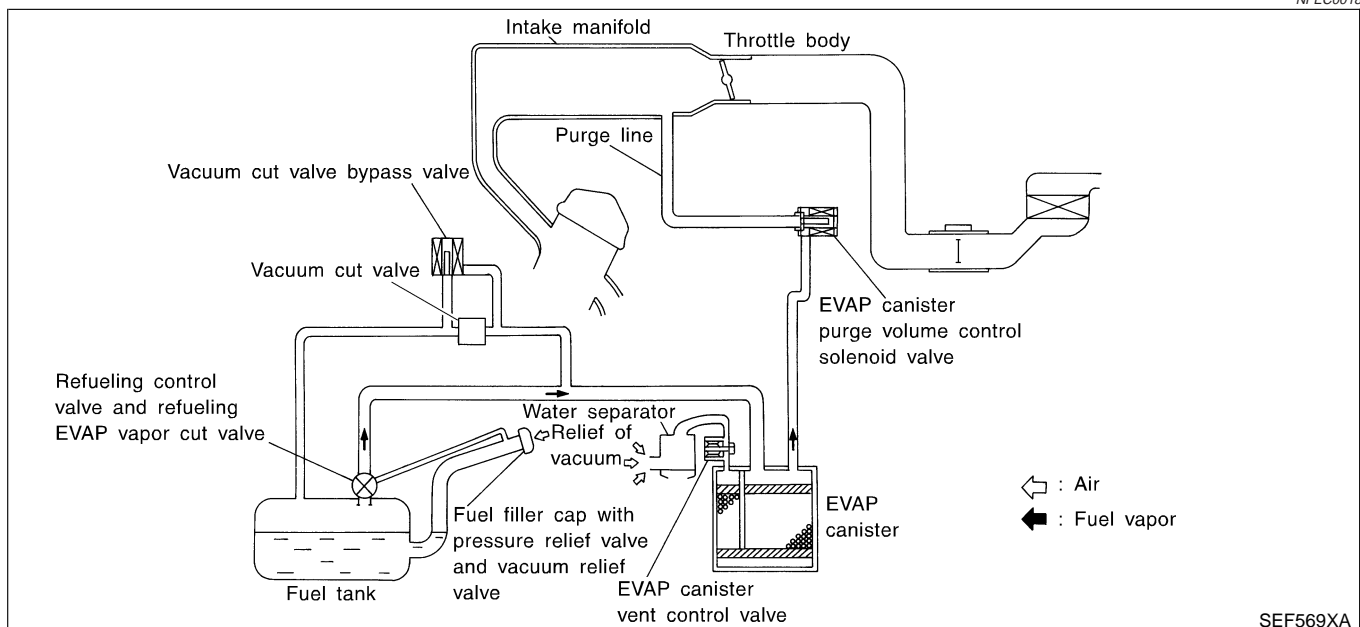 Intake manifold
Throttle body
Purge line
Vacuum cut valve bypass valve
Vacuum cut valve
EVAP canister
purge volume control
solenoid valve
Refueling control
valve and refueling
EVAP vapor cut valve
Water separator
Relief of
vacuum
: Air
: Fuel vapor
EVAP
canister
Fuel filler cap with
pressure relief valve
and vacuum relief
valve
Fuel tank
EVAP canister
vent control valve
SEF569XA